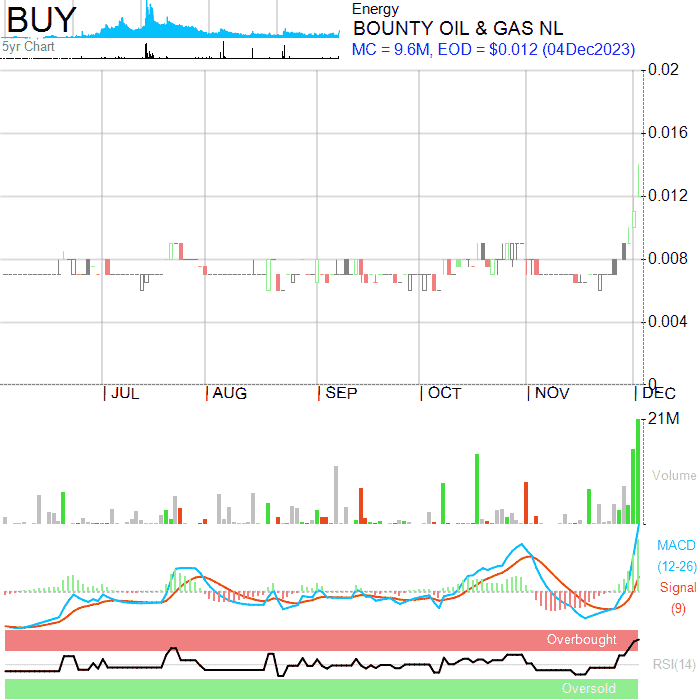 BUY
5yr Chart
Energy
BOUNTY OIL & GAS NL
MC = 9.6M, EOD = $0.012 (04Dec2023)
0.02
0.016
0.012
0.008
0.004
0
JUL AUG SEP OCT NOV DEC
21M
Volume
MACD
(12-26)
Signal
(9)
Overbought
RSI(14)
Oversold